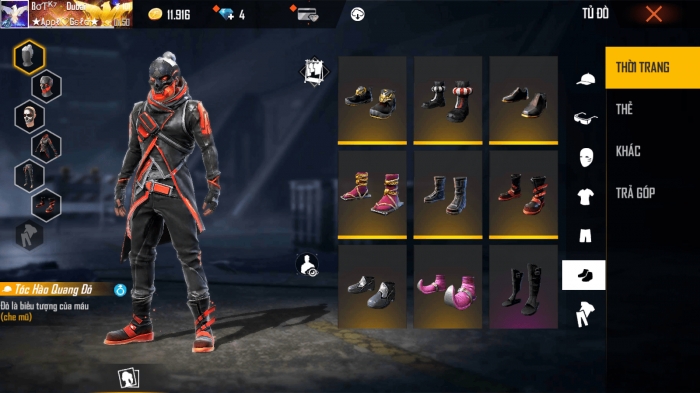 11.916
4
TỦ ĐỒ
THỜI TRANG
THẺ
KHÁC
TRẢ GÓP
Tóc Hào Quang Đỏ
Đỏ là biểu tượng của máu
(che mũ)